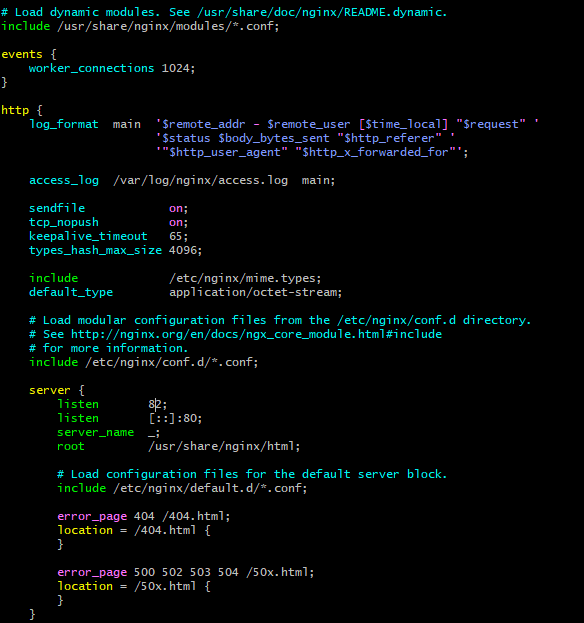 # Load dynamic modules. See /usr/share/doc/nginx/README.dynamic.
include /usr/share/nginx/modules/*.conf;

events {
    worker_connections 1024;
}

http {
    log_format  main  '$remote_addr - $remote_user [$time_local] "$request" '
                      '$status $body_bytes_sent "$http_referer" '
                      '"$http_user_agent" "$http_x_forwarded_for"';

    access_log  /var/log/nginx/access.log  main;

    sendfile            on;
    tcp_nopush          on;
    keepalive_timeout   65;
    types_hash_max_size 4096;

    include             /etc/nginx/mime.types;
    default_type        application/octet-stream;

    # Load modular configuration files from the /etc/nginx/conf.d directory.
    # See http://nginx.org/en/docs/ngx_core_module.html#include
    # for more information.
    include /etc/nginx/conf.d/*.conf;

    server {
        listen       82;
        listen       [::]:80;
        server_name  _;
        root         /usr/share/nginx/html;

        # Load configuration files for the default server block.
        include /etc/nginx/default.d/*.conf;

        error_page 404 /404.html;
        location = /404.html {
        }

        error_page 500 502 503 504 /50x.html;
        location = /50x.html {
        }
    }